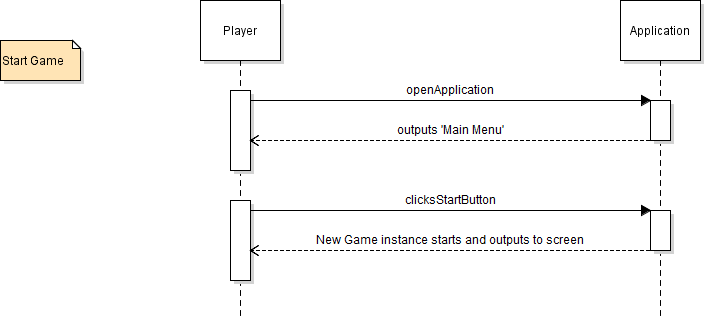 Player
Application
Start Game
openApplication
outputs 'Main Menu'
clicksStartButton
New Game instance starts and outputs to screen